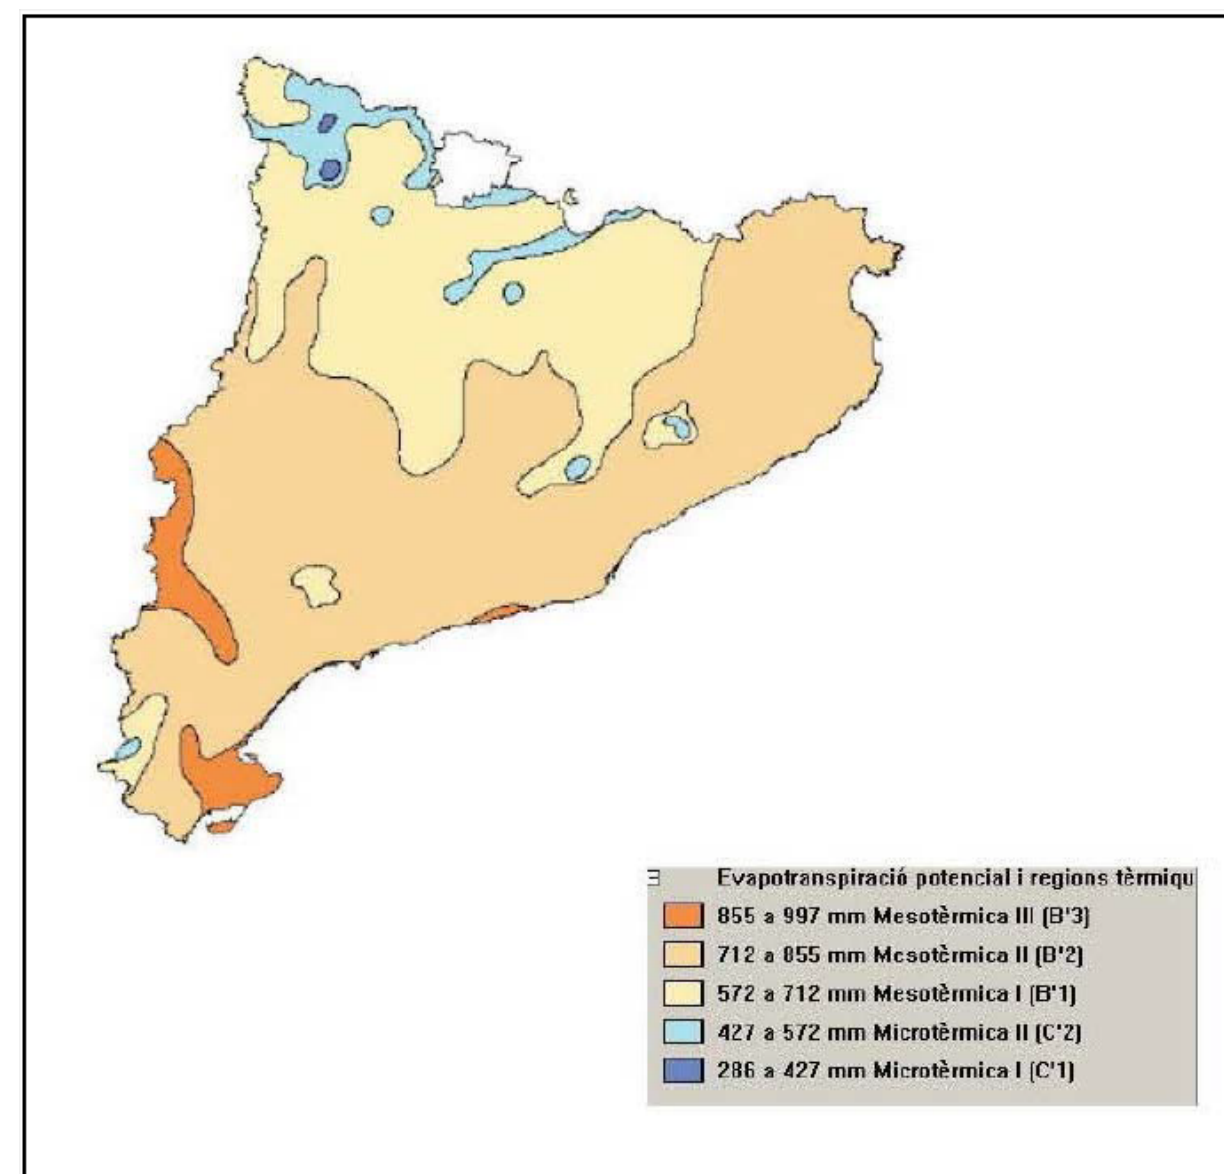 Evapotranspiració potencial i regions tèrmiqu
855 a 997 mm Mesotèrmica III (B'3)
712 a 855 mm Mesotèrmica II (B'2)
572 a 712 mm Mesotèrmica I (B'1)
427 a 572 mm Microtèrmica II (C'2)
286 a 427 mm Microtèrmica I (C'1)